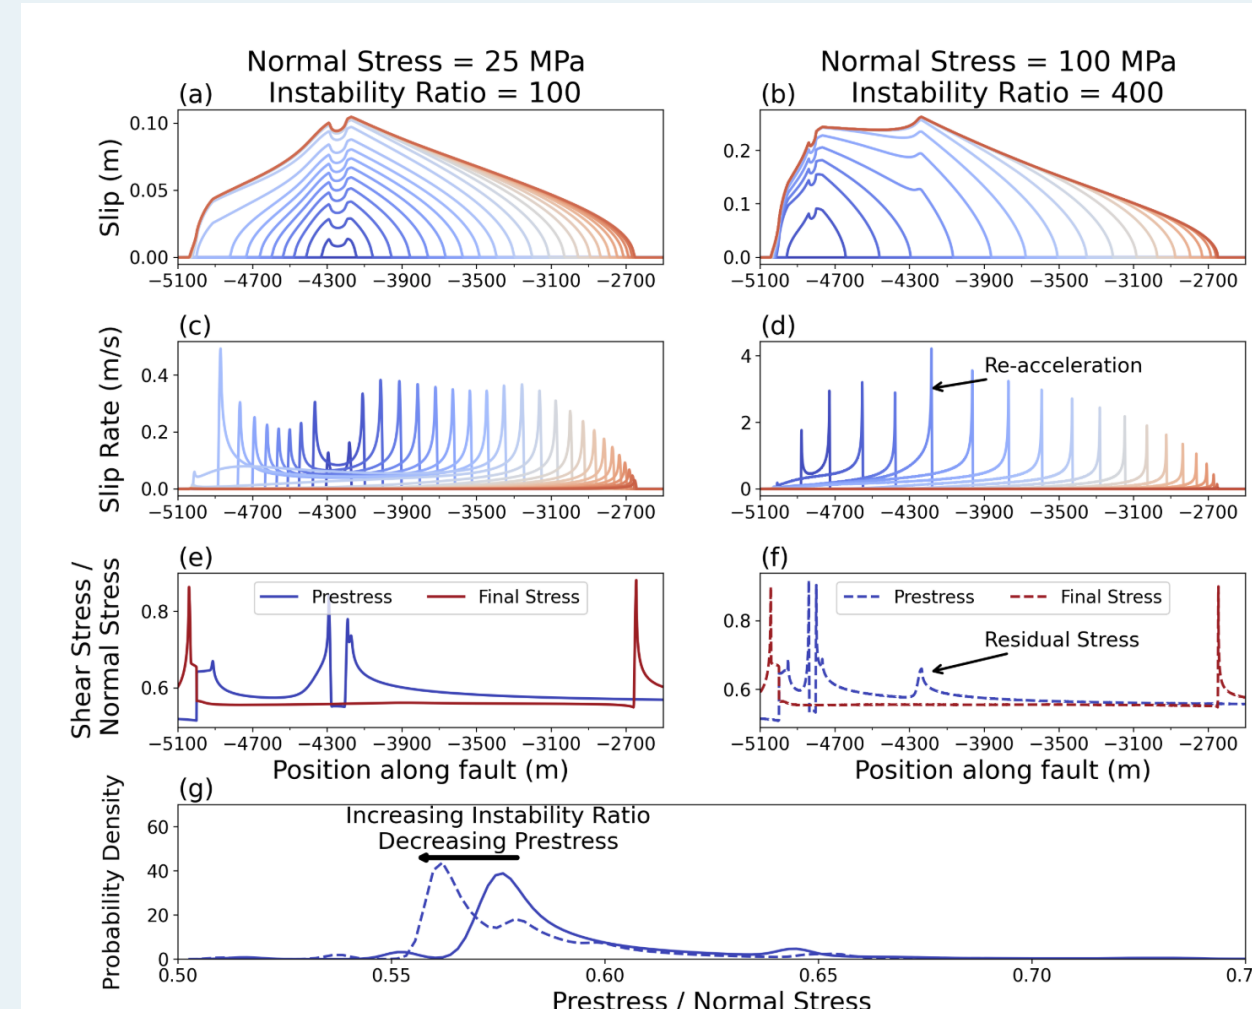 Normal Stress = 25 MPa
Instability Ratio = 100
Normal Stress = 100 MPa
Instability Ratio = 400
(a)
Slip (m)
0.10
0.05
0.00
−5100 −4700 −4300 −3900 −3500 −3100 −2700
(b)
0.2
0.1
0.0
−5100 −4700 −4300 −3900 −3500 −3100 −2700
(c)
Slip Rate (m/s)
0.4
0.2
0.0
−5100 −4700 −4300 −3900 −3500 −3100 −2700
(d)
Re-acceleration
4
2
0
−5100 −4700 −4300 −3900 −3500 −3100 −2700
(e)
Shear Stress /
Normal Stress
Prestress Final Stress
0.8
0.6
−5100 −4700 −4300 −3900 −3500 −3100 −2700
Position along fault (m)
(f)
Prestress Final Stress
Residual Stress
0.8
0.6
−5100 −4700 −4300 −3900 −3500 −3100 −2700
Position along fault (m)
(g)
Probability Density
Increasing Instability Ratio
Decreasing Prestress
60
40
20
0
0.50 0.55 0.60 0.65 0.70
Prestress / Normal Stress